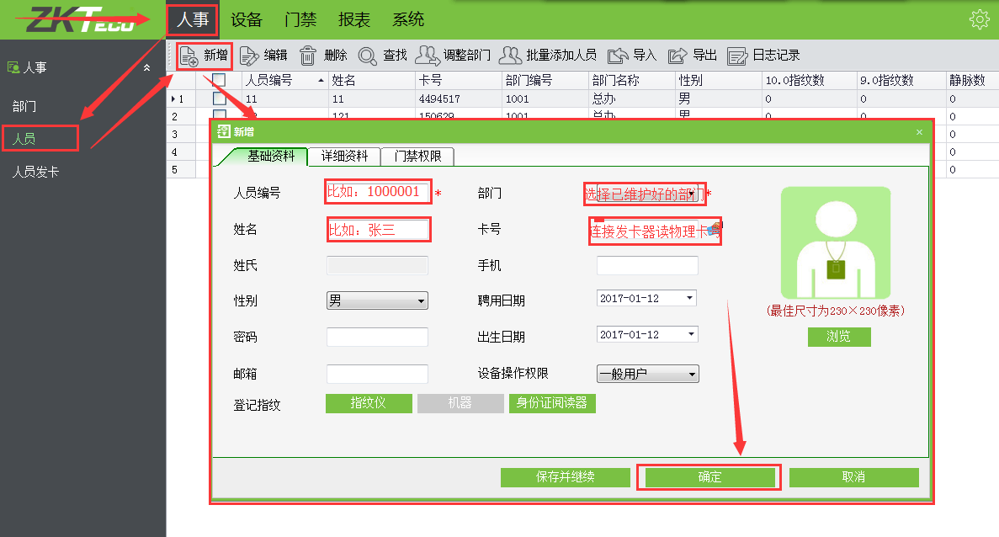 ZKTECO
人事 设备 门禁 报表 系统
新增 编辑 删除 查找 调整部门 批量添加人员 导入 导出 日志记录
人事
部门
人员
人员发卡
人员编号 姓名 卡号 部门编号 部门名称 性别 10.0指纹数 9.0指纹数 静脉数
1 11 11 4494517 1001 总办 男 0 0 0
2 121 150629 1001 总办 男 0
3 0
4 0
5 0
新增 ×
基础资料 详细资料 门禁权限
人员编号 比如：1000001 * 部门 选择已维护好的部门 *
姓名 比如：张三 卡号 连接发卡器读物理卡号
姓氏 手机
性别 男 聘用日期 2017-01-12
密码 出生日期 2017-01-12
邮箱 设备操作权限 一般用户
登记指纹 指纹仪 机器 身份证阅读器
(最佳尺寸为230×230像素)
浏览
保存并继续 确定 取消